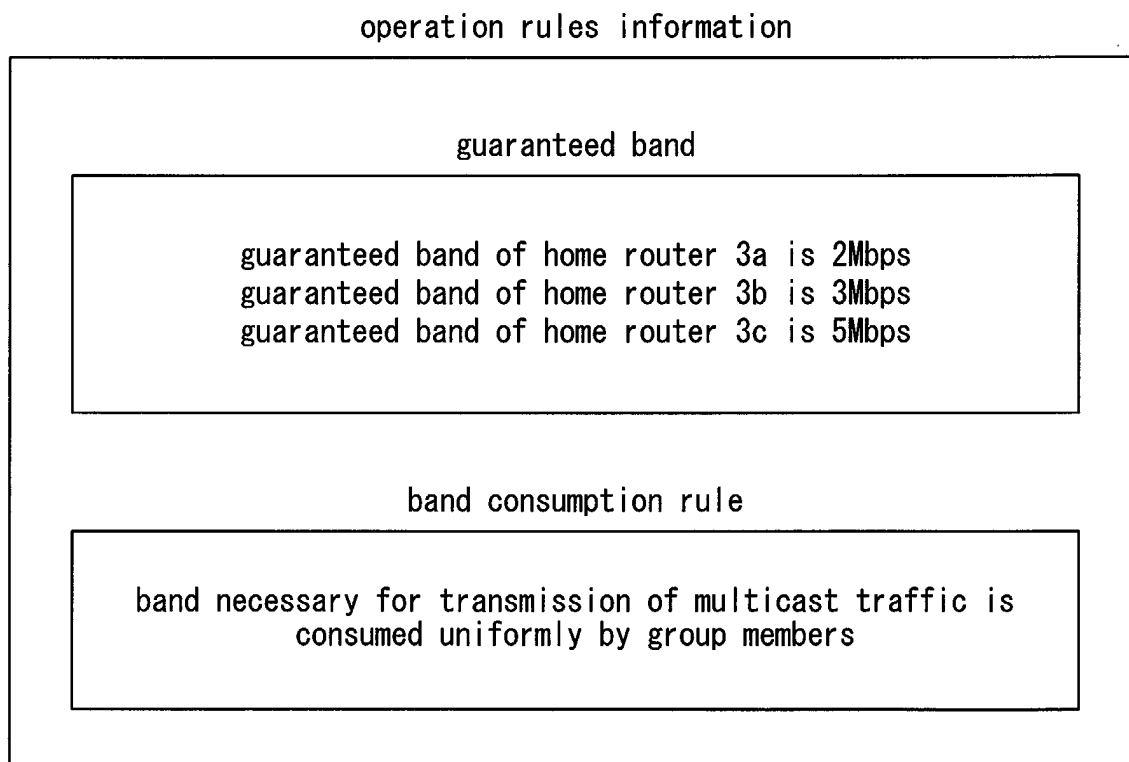 operation rules information
guaranteed band
guaranteed band of home router 3a is 2Mbps
guaranteed band of home router 3b is 3Mbps
guaranteed band of home router 3c is 5Mbps
band consumption rule
band necessary for transmission of multicast traffic is
consumed uniformly by group members